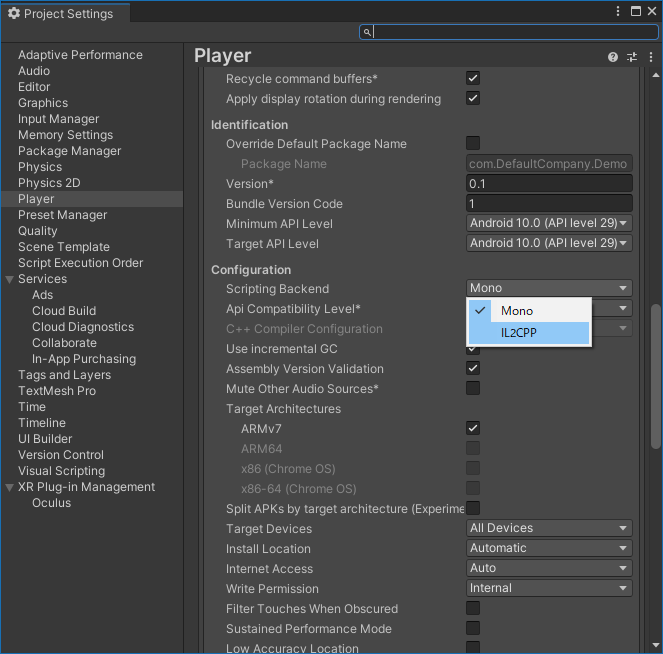 Project Settings
Adaptive Performance
Audio
Editor
Graphics
Input Manager
Memory Settings
Package Manager
Physics
Physics 2D
Player
Preset Manager
Quality
Scene Template
Script Execution Order
Services
Ads
Cloud Build
Cloud Diagnostics
Collaborate
In-App Purchasing
Tags and Layers
TextMesh Pro
Time
Timeline
UI Builder
Version Control
Visual Scripting
XR Plug-in Management
Oculus
Player
Recycle command buffers*
Apply display rotation during rendering
Identification
Override Default Package Name
Package Name com.DefaultCompany.Demo
Version* 0.1
Bundle Version Code 1
Minimum API Level Android 10.0 (API level 29)
Target API Level Android 10.0 (API level 29)
Configuration
Scripting Backend Mono
Mono
IL2CPP
Api Compatibility Level*
C++ Compiler Configuration
Use incremental GC
Assembly Version Validation
Mute Other Audio Sources*
Target Architectures
ARMv7
ARM64
x86 (Chrome OS)
x86-64 (Chrome OS)
Split APKs by target architecture (Experime
Target Devices All Devices
Install Location Automatic
Internet Access Auto
Write Permission Internal
Filter Touches When Obscured
Sustained Performance Mode
Low Accuracy Location